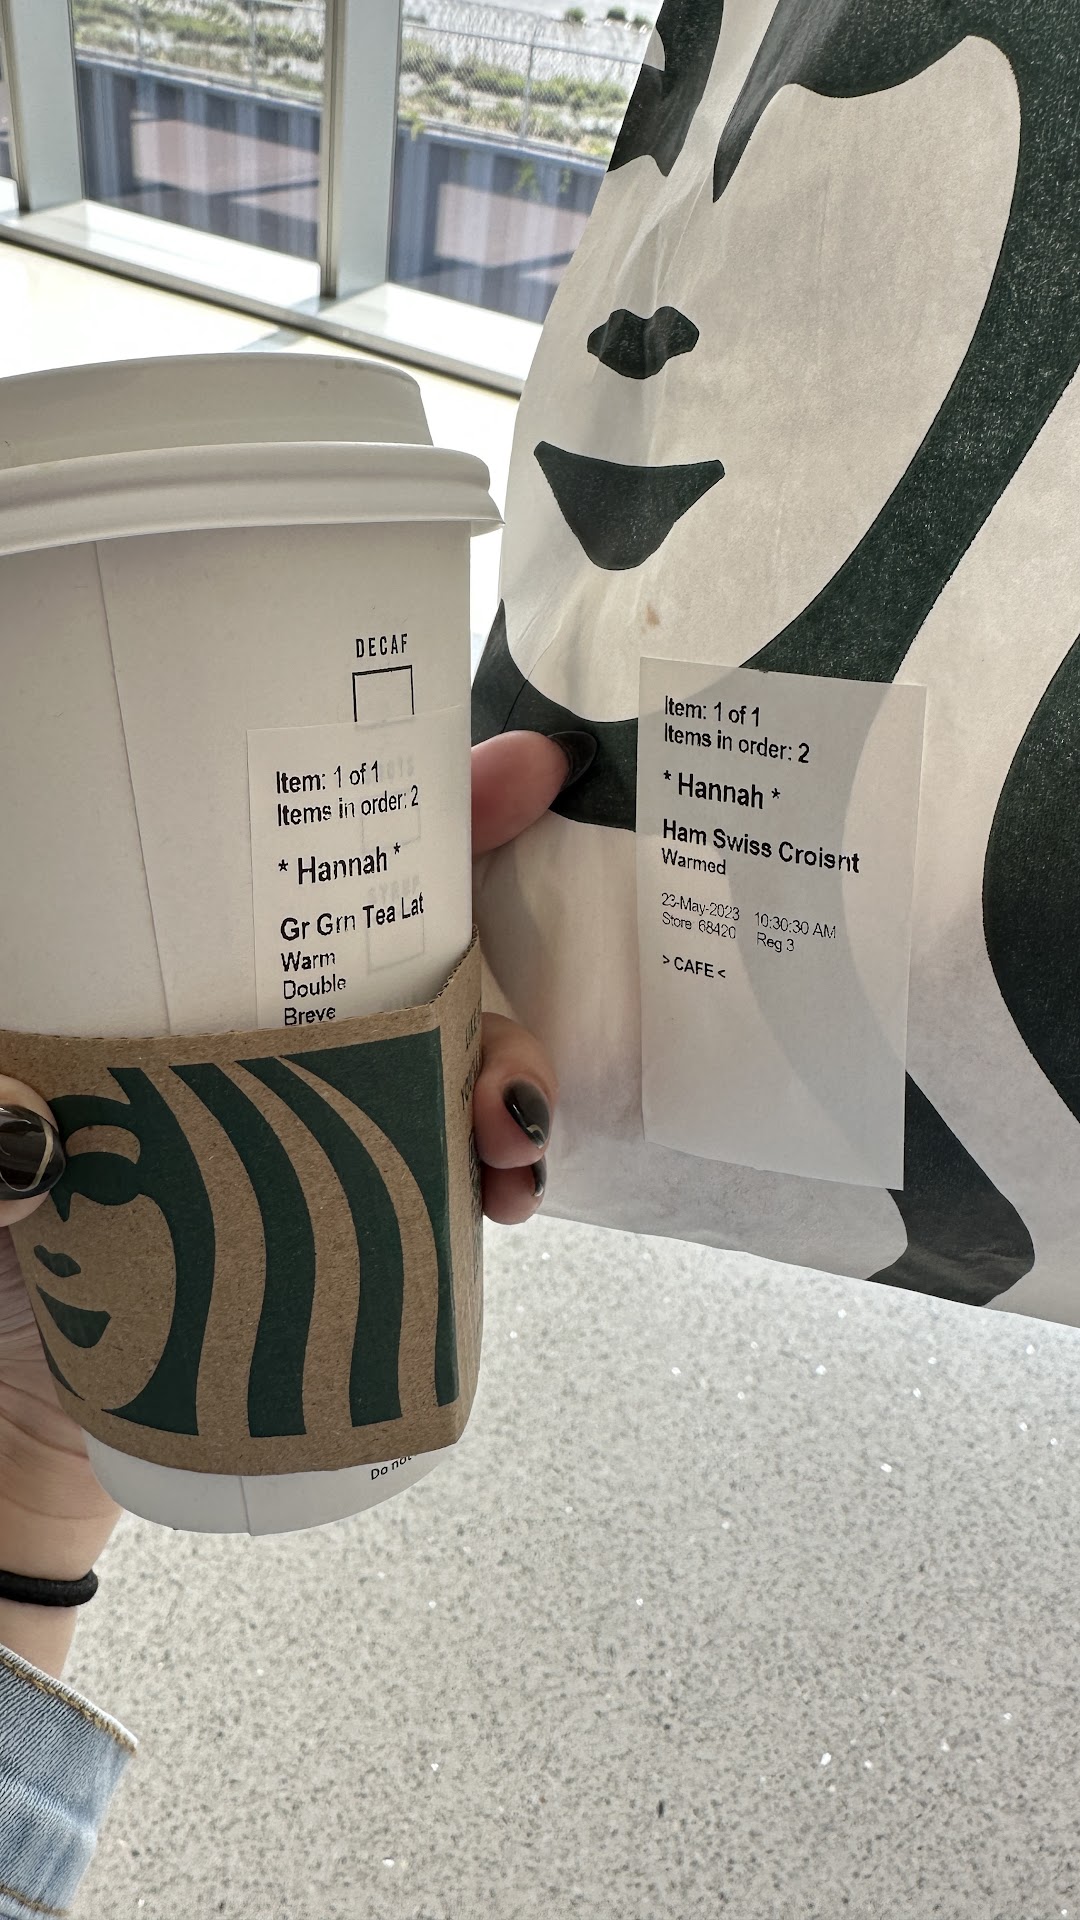 DECAF
Item: 1 of 1
Items in order: 2
* Hannah *
Gr Grn Tea Lat
Warm
Double
Breve
Do not
Item: 1 of 1
Items in order: 2
* Hannah *
Ham Swiss Croisnt
Warmed
23-May-2023 10:30:30 AM
Store 68420 Reg 3
> CAFE <